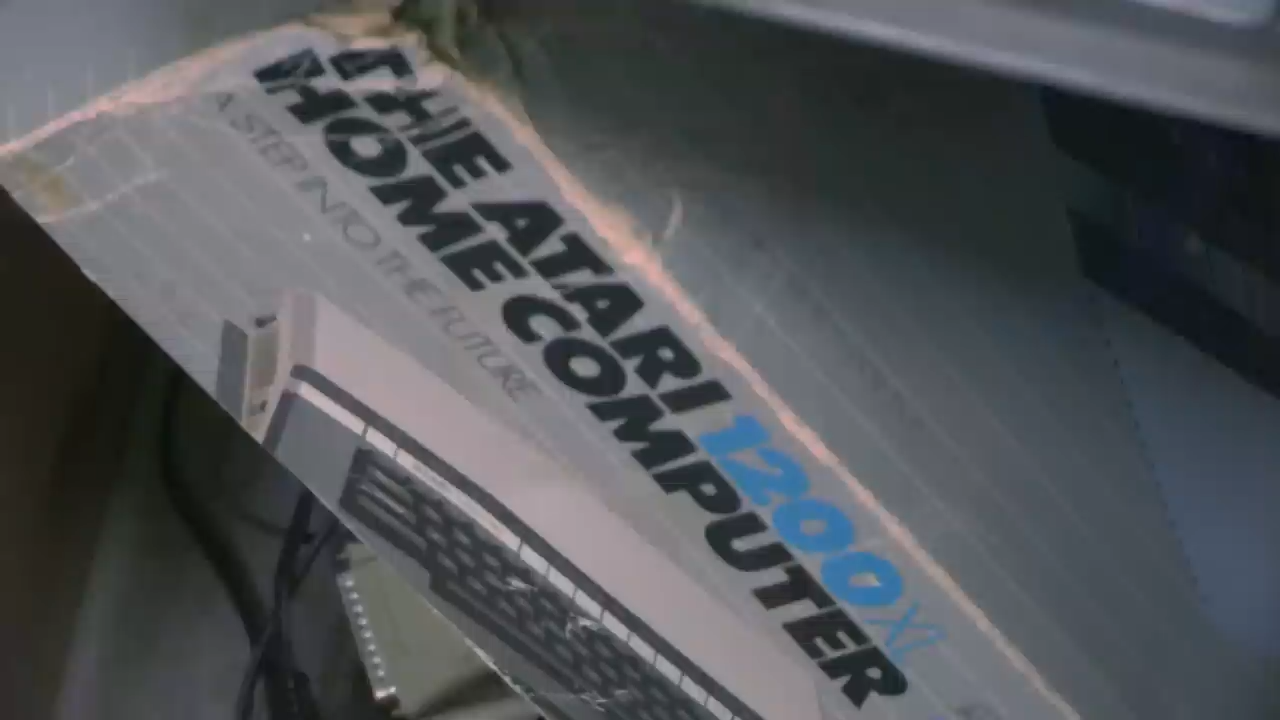 THE ATARI 1200XL
HOME COMPUTER
A STEP INTO THE FUTURE